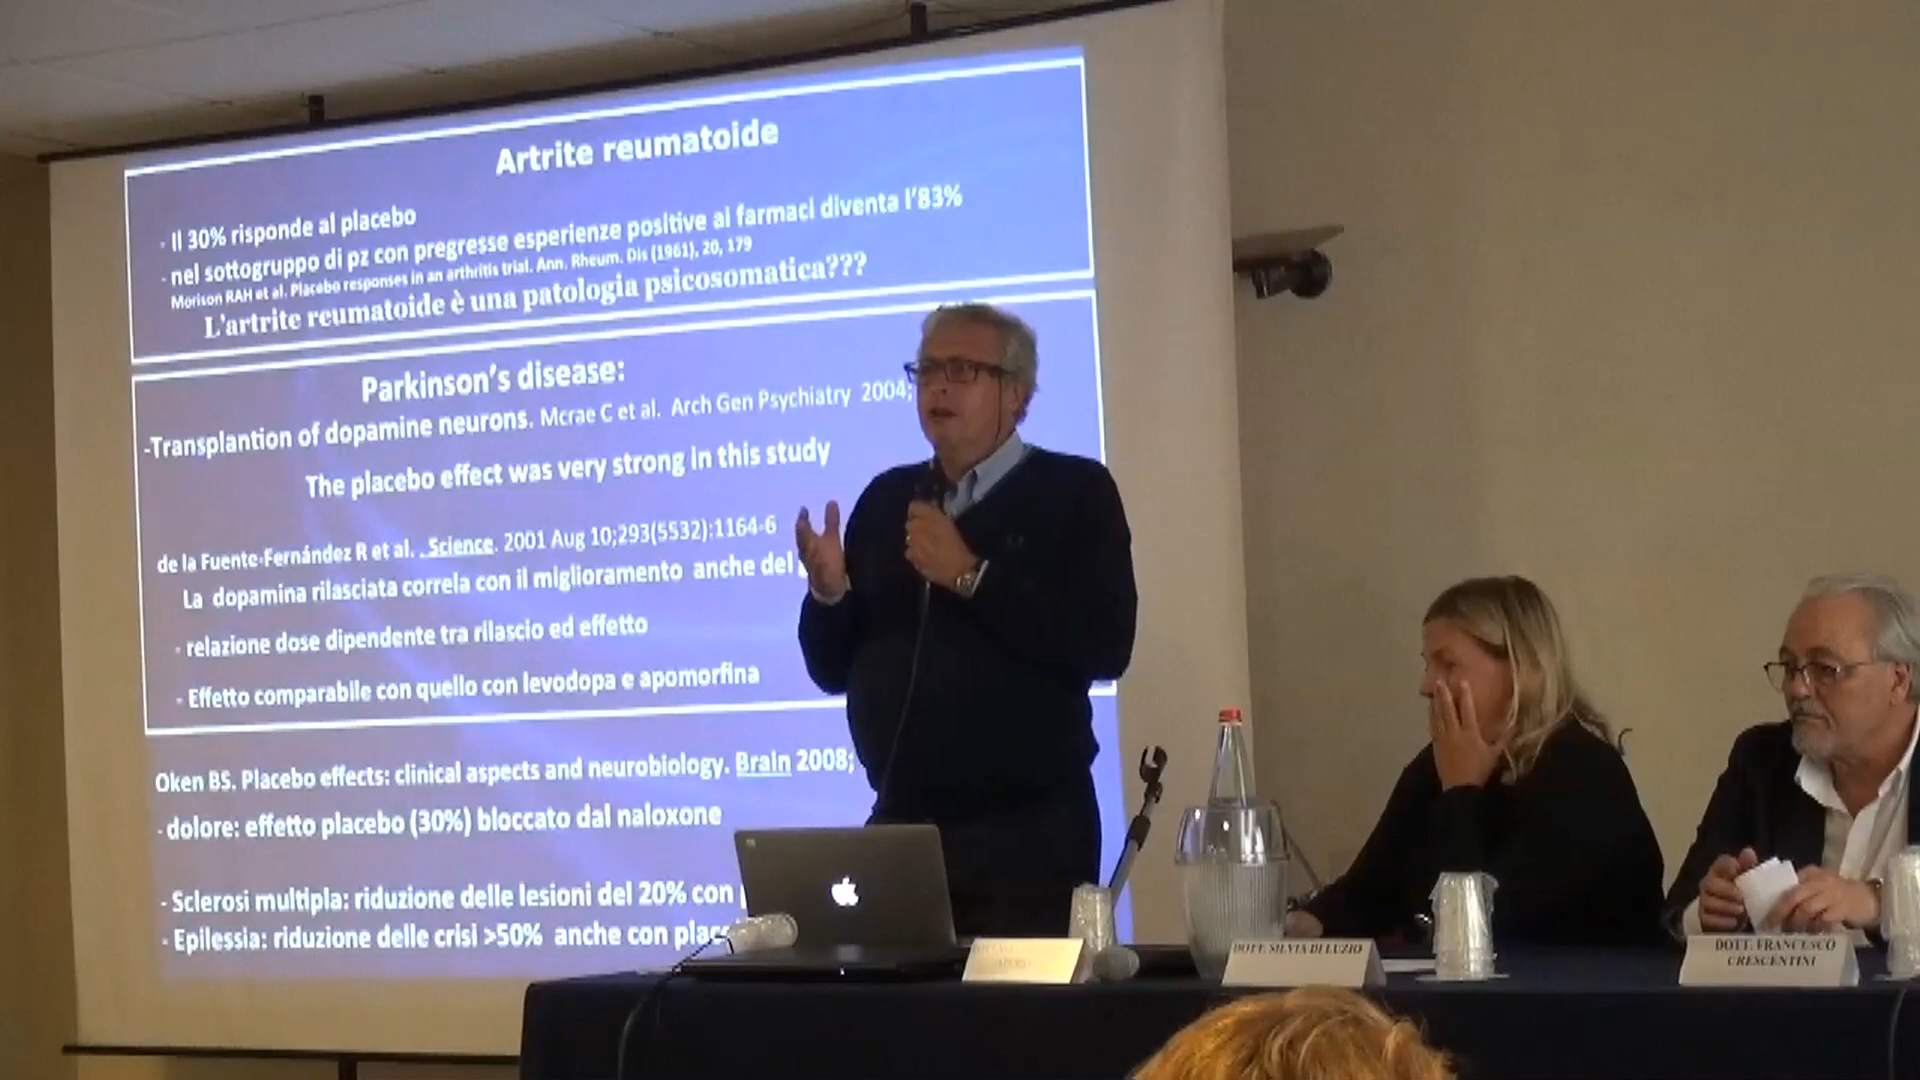 Artrite reumatoide
- Il 30% risponde al placebo
- nel sottogruppo di pz con pregresse esperienze positive ai farmaci diventa l'83%
Morison RAH et al. Placebo responses in an arthritis trial. Ann. Rheum. Dis (1961), 20, 179
L'artrite reumatoide è una patologia psicosomatica???
Parkinson's disease:
-Transplantion of dopamine neurons. Mcrae C et al. Arch Gen Psychiatry 2004;
The placebo effect was very strong in this study
de la Fuente-Fernández R et al. . Science. 2001 Aug 10;293(5532):1164-6
La dopamina rilasciata correla con il miglioramento anche del
- relazione dose dipendente tra rilascio ed effetto
- Effetto comparabile con quello con levodopa e apomorfina
Oken BS. Placebo effects: clinical aspects and neurobiology. Brain 2008;
- dolore: effetto placebo (30%) bloccato dal naloxone
- Sclerosi multipla: riduzione delle lesioni del 20% con
- Epilessia: riduzione delle crisi >50% anche con plac
DOTT. SILVIA DI LUZIO
DOTT. FRANCESCO
CRESCENTINI